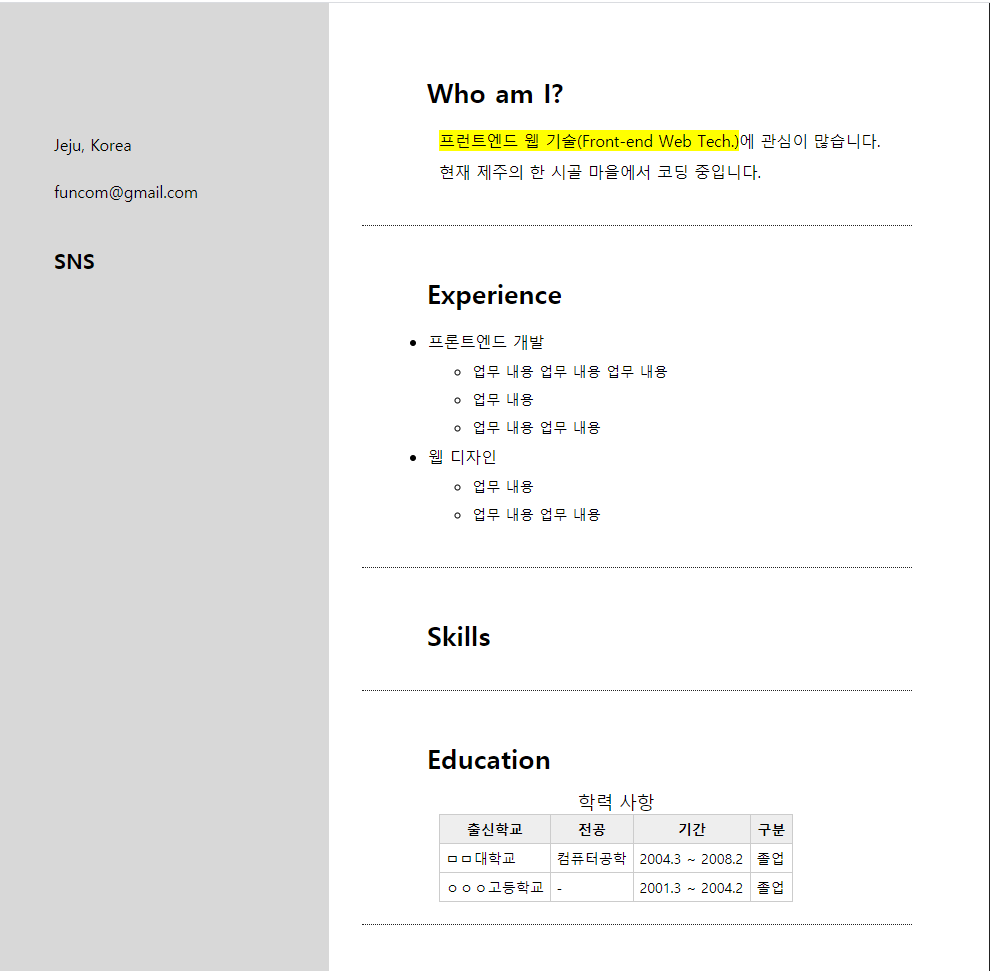 Jeju, Korea
funcom@gmail.com
SNS
Who am I?
프런트엔드 웹 기술(Front-end Web Tech.)에 관심이 많습니다.
현재 제주의 한 시골 마을에서 코딩 중입니다.
Experience
프론트엔드 개발
업무 내용 업무 내용 업무 내용
업무 내용
업무 내용 업무 내용
웹 디자인
업무 내용
업무 내용 업무 내용
Skills
Education
학력 사항
출신학교 전공 기간 구분
ㅁㅁ대학교 컴퓨터공학 2004.3 ~ 2008.2 졸업
ㅇㅇㅇ고등학교 - 2001.3 ~ 2004.2 졸업